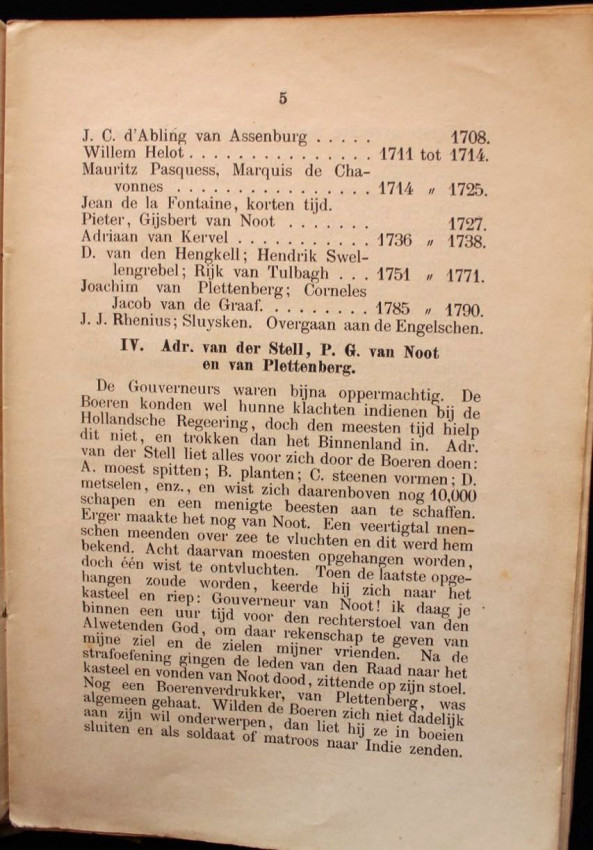 5
J. C. d'Abling van Assenburg . . . . . 1708.
Willem Helot . . . . . . . . . . . . . . . 1711 tot 1714.
Mauritz Pasquess, Marquis de Cha-
vonnes . . . . . . . . . . . . . . . . 1714 〃 1725.
Jean de la Fontaine, korten tijd.
Pieter, Gijsbert van Noot . . . . . . . 1727.
Adriaan van Kervel . . . . . . . . . . . 1736 〃 1738.
D. van den Hengkell; Hendrik Swel-
lengrebel; Rijk van Tulbagh . . . 1751 〃 1771.
Joachim van Plettenberg; Corneles
Jacob van de Graaf. . . . . . . . . 1785 〃 1790.
J. J. Rhenius; Sluysken. Overgaan aan de Engelschen.
IV. Adr. van der Stell, P. G. van Noot
en van Plettenberg.
De Gouverneurs waren bijna oppermachtig. De
Boeren konden wel hunne klachten indienen bij de
Hollandsche Regeering, doch den meesten tijd hielp
dit niet, en trokken dan het Binnenland in. Adr.
van der Stell liet alles voor zich door de Boeren doen:
A. moest spitten; B. planten; C. steenen vormen; D.
metselen, enz., en wist zich daarenboven nog 10,000
schapen en een menigte beesten aan te schaffen.
Erger maakte het nog van Noot. Een veertigtal men-
schen meenden over zee te vluchten en dit werd hem
bekend. Acht daarvan moesten opgehangen worden,
doch één wist te ontvluchten. Toen de laatste opge-
hangen zoude worden, keerde hij zich naar het
kasteel en riep: Gouverneur van Noot! ik daag je
binnen een uur tijd voor den rechterstoel van den
Alwetenden God, om daar rekenschap te geven van
mijne ziel en de zielen mijner vrienden. Na de
strafoefening gingen de leden van den Raad naar het
kasteel en vonden van Noot dood, zittende op zijn stoel.
Nog een Boerenverdrukker, van Plettenberg, was
algemeen gehaat. Wilden de Boeren zich niet dadelijk
aan zijn wil onderwerpen, dan liet hij ze in boeien
sluiten en als soldaat of matroos naar Indie zenden.